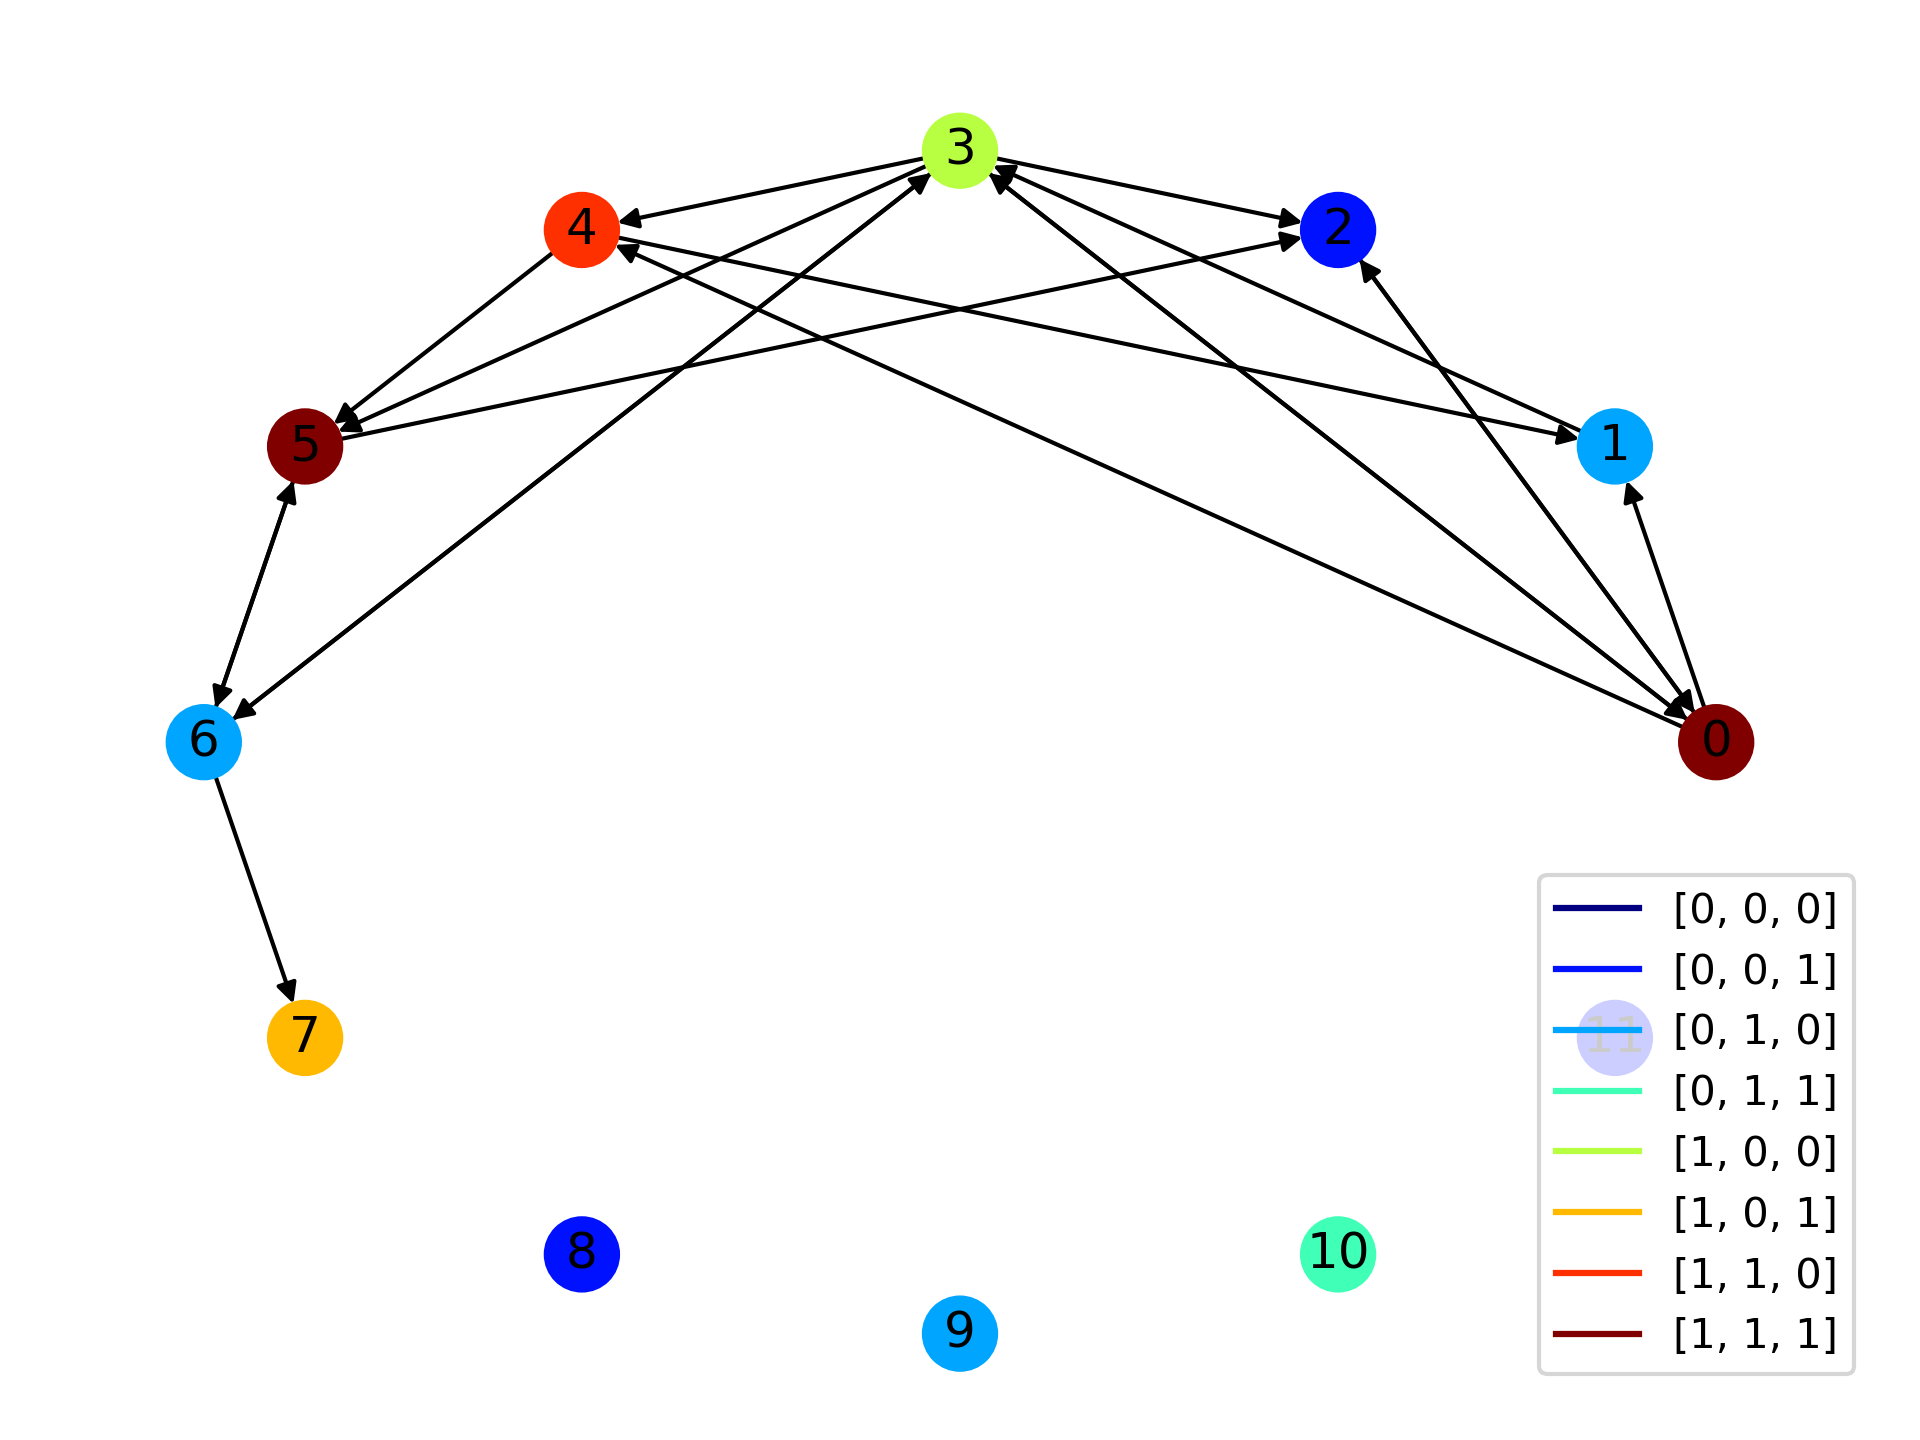 3
4
2
5
1
6
0
7
11
8
10
9
[0, 0, 0]
[0, 0, 1]
[0, 1, 0]
[0, 1, 1]
[1, 0, 0]
[1, 0, 1]
[1, 1, 0]
[1, 1, 1]